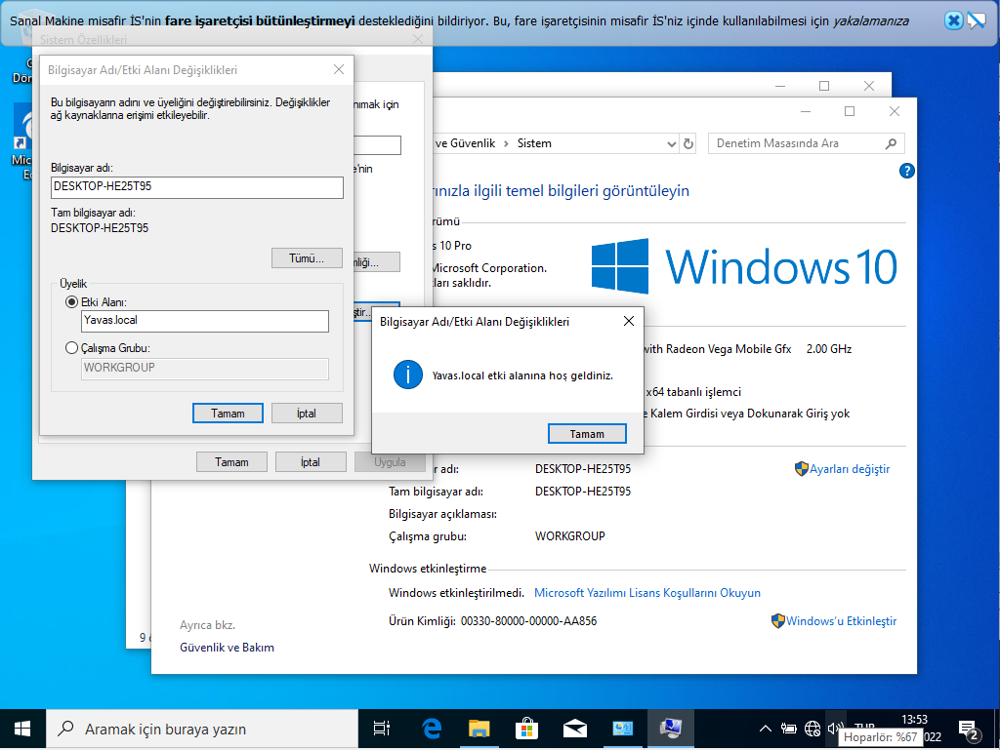 Sanal Makine misafir İS'nin fare işaretçisi bütünleştirmeyi desteklediğini bildiriyor. Bu, fare işaretçisinin misafir İS'niz içinde kullanılabilmesi için yakalamanıza
Sistem Özellikleri
Bilgisayar Adı/Etki Alanı Değişiklikleri
Bu bilgisayarın adını ve üyeliğini değiştirebilirsiniz. Değişiklikler
ağ kaynaklarına erişimi etkileyebilir.
Bilgisayar adı:
DESKTOP-HE25T95
Tam bilgisayar adı:
DESKTOP-HE25T95
Tümü...
Üyelik
Etki Alanı:
Yavas.local
Çalışma Grubu:
WORKGROUP
Tamam
İptal
Tamam
İptal
Uygula
nımak için
e'nin
mliği...
ştir...
ve Güvenlik
Sistem
Denetim Masasında Ara
rınızla ilgili temel bilgileri görüntüleyin
rümü
s 10 Pro
Microsoft Corporation.
ları saklıdır.
Windows 10
Bilgisayar Adı/Etki Alanı Değişiklikleri
Yavas.local etki alanına hoş geldiniz.
Tamam
with Radeon Vega Mobile Gfx 2.00 GHz
x64 tabanlı işlemci
e Kalem Girdisi veya Dokunarak Giriş yok
r adı:
DESKTOP-HE25T95
Ayarları değiştir
Tam bilgisayar adı:
DESKTOP-HE25T95
Bilgisayar açıklaması:
Çalışma grubu:
WORKGROUP
Windows etkinleştirme
Windows etkinleştirilmedi. Microsoft Yazılımı Lisans Koşullarını Okuyun
Ürün Kimliği: 00330-80000-00000-AA856
Windows'u Etkinleştir
Ayrıca bkz.
Güvenlik ve Bakım
Aramak için buraya yazın
13:53
Hoparlör: %67
022
2